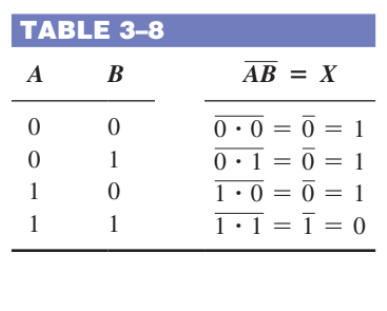 TABLE 3–8
A B A̅B̅ = X
0 0 0̅ ̅·̅ ̅0̅ = 0̅ = 1
0 1 0̅ ̅·̅ ̅1̅ = 0̅ = 1
1 0 1̅ ̅·̅ ̅0̅ = 0̅ = 1
1 1 1̅ ̅·̅ ̅1̅ = 1̅ = 0